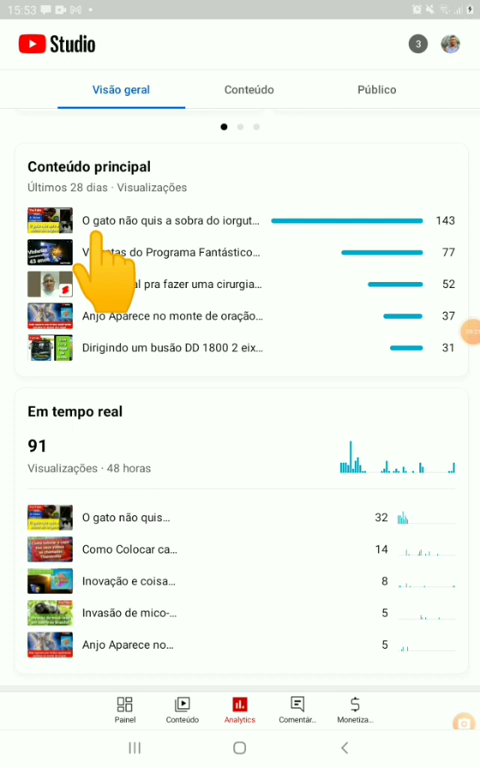 15:53
Studio
3
Visão geral
Conteúdo
Público
Conteúdo principal
Últimos 28 dias · Visualizações
O gato não quis a sobra do iorgut... 143
do Programa Fantástico... 77
pra fazer uma cirurgia... 52
Anjo Aparece no monte de oração... 37
Dirigindo um busão DD 1800 2 eix... 31
Em tempo real
91
Visualizações · 48 horas
O gato não quis... 32
Como Colocar ca... 14
Inovação e coisa... 8
Invasão de mico-... 5
Anjo Aparece no... 5
Painel
Conteúdo
Analytics
Comentár...
Monetiza...